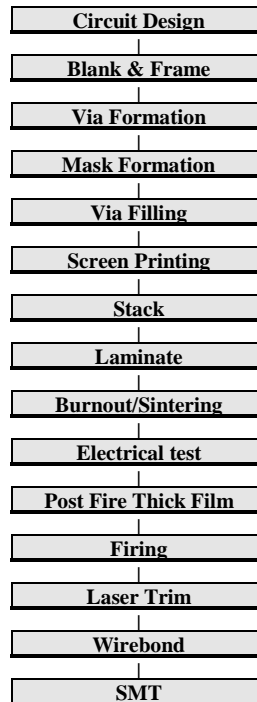 Circuit Design
Blank & Frame
Via Formation
Mask Formation
Via Filling
Screen Printing
Stack
Laminate
Burnout/Sintering
Electrical test
Post Fire Thick Film
Firing
Laser Trim
Wirebond
SMT